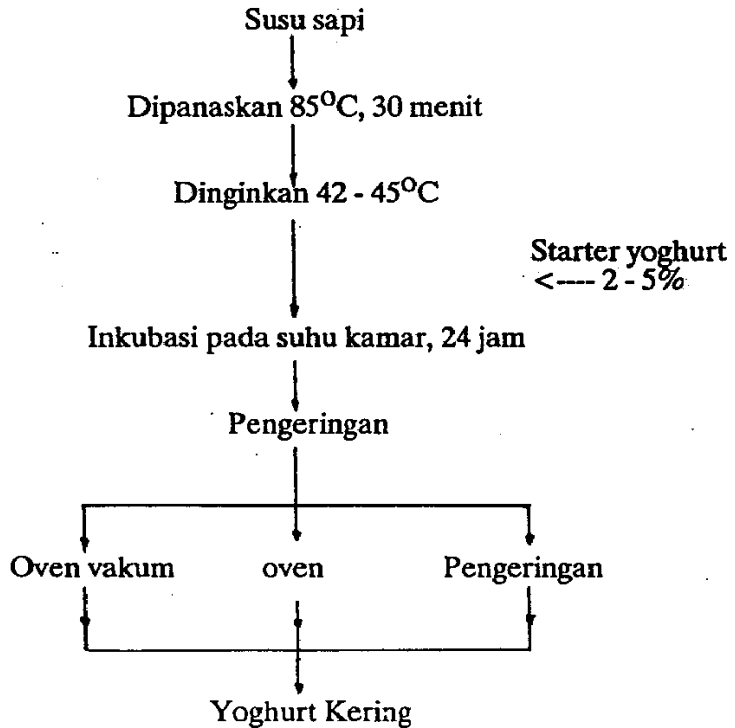 Susu sapi
Dipanaskan 85°C, 30 menit
Dinginkan 42 - 45°C
Starter yoghurt
<---- 2 - 5%
Inkubasi pada suhu kamar, 24 jam
Pengeringan
Oven vakum oven Pengeringan
Yoghurt Kering